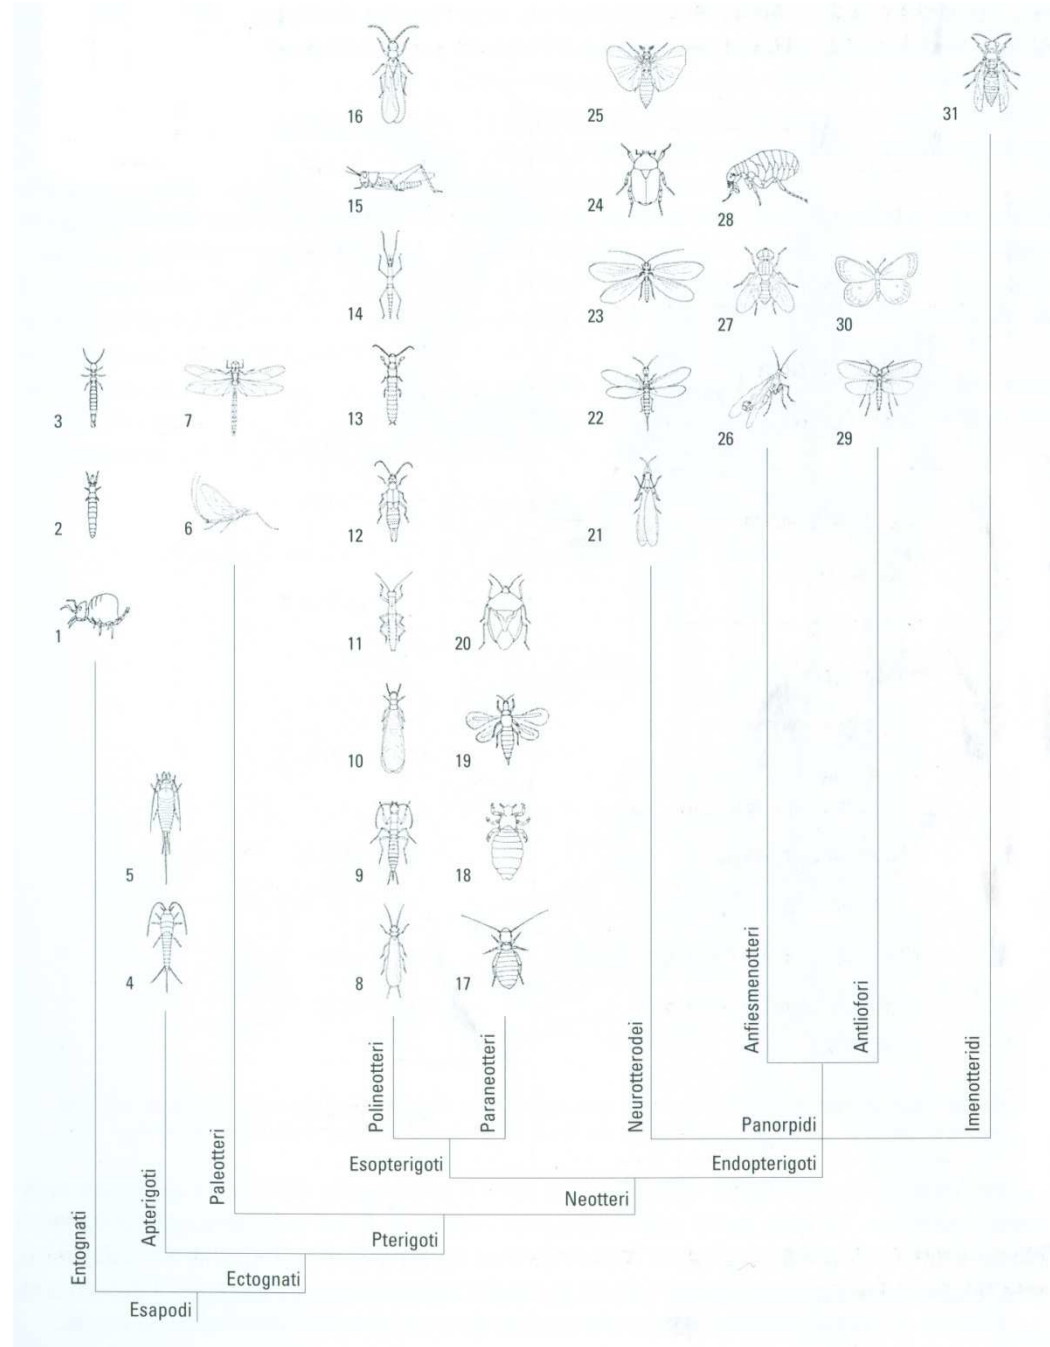 16
25
31
15
24
28
14
23
27
30
3
7
13
22
26
29
2
6
12
21
1
11
20
10
19
5
9
18
4
8
17
Entognati
Apterigoti
Paleotteri
Polineotteri
Paraneotteri
Neurotterodei
Anfiesmenotteri
Antliofori
Imenotteridi
Panorpidi
Esopterigoti
Endopterigoti
Neotteri
Pterigoti
Ectognati
Esapodi